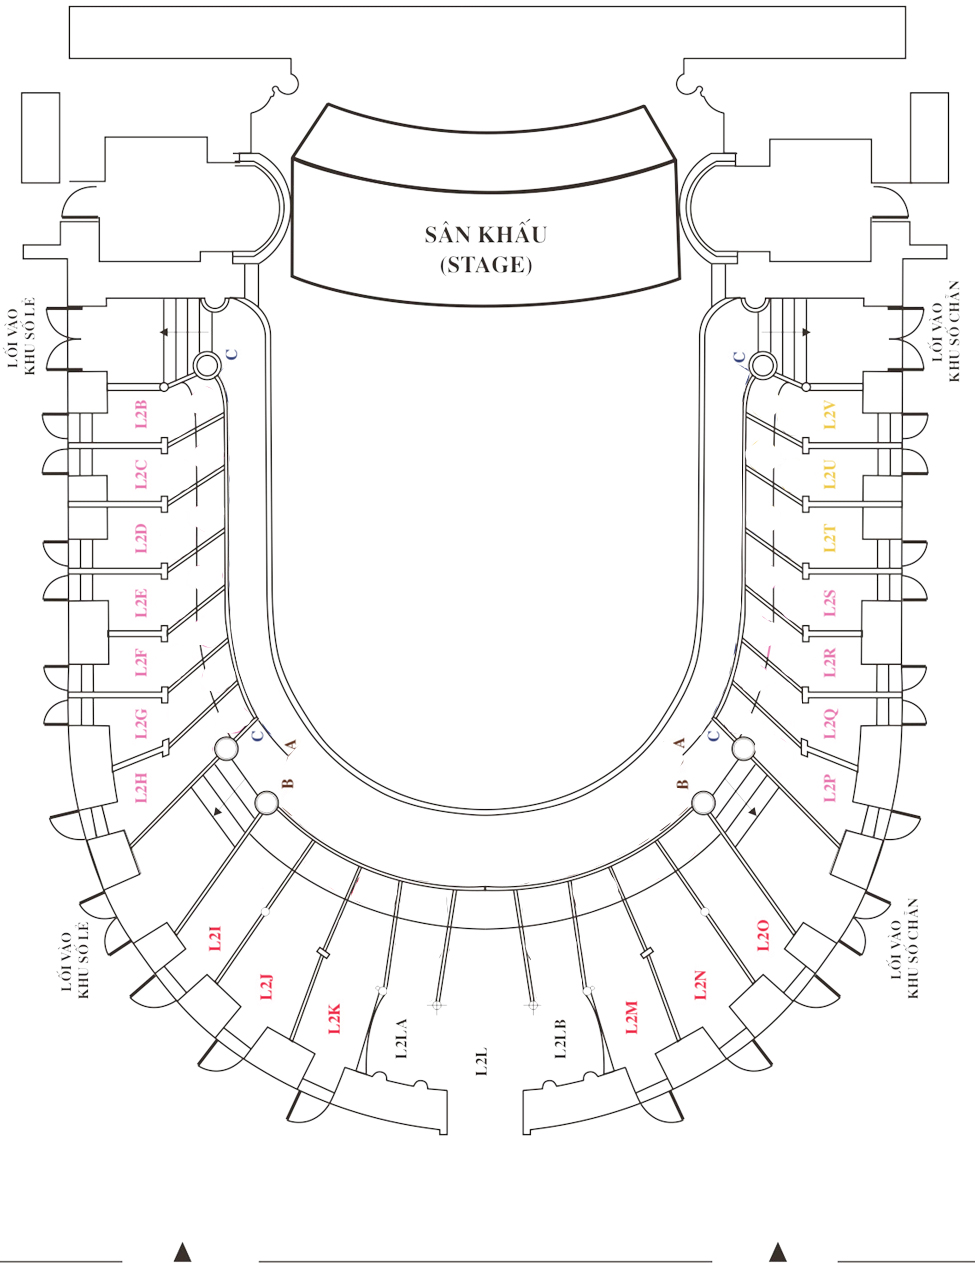 SÂN KHẤU
(STAGE)
LỐI VÀO
KHU SỐ LẺ
LỐI VÀO
KHU SỐ CHẴN
C
C
L2B
L2V
L2C
L2U
L2D
L2T
L2E
L2S
L2F
L2R
L2G
L2Q
C
A
A
C
L2H
B
B
L2P
LỐI VÀO
KHU SỐ LẺ
L2I
L2O
LỐI VÀO
KHU SỐ CHẴN
L2J
L2N
L2K
L2M
L2LA
L2L
L2LB